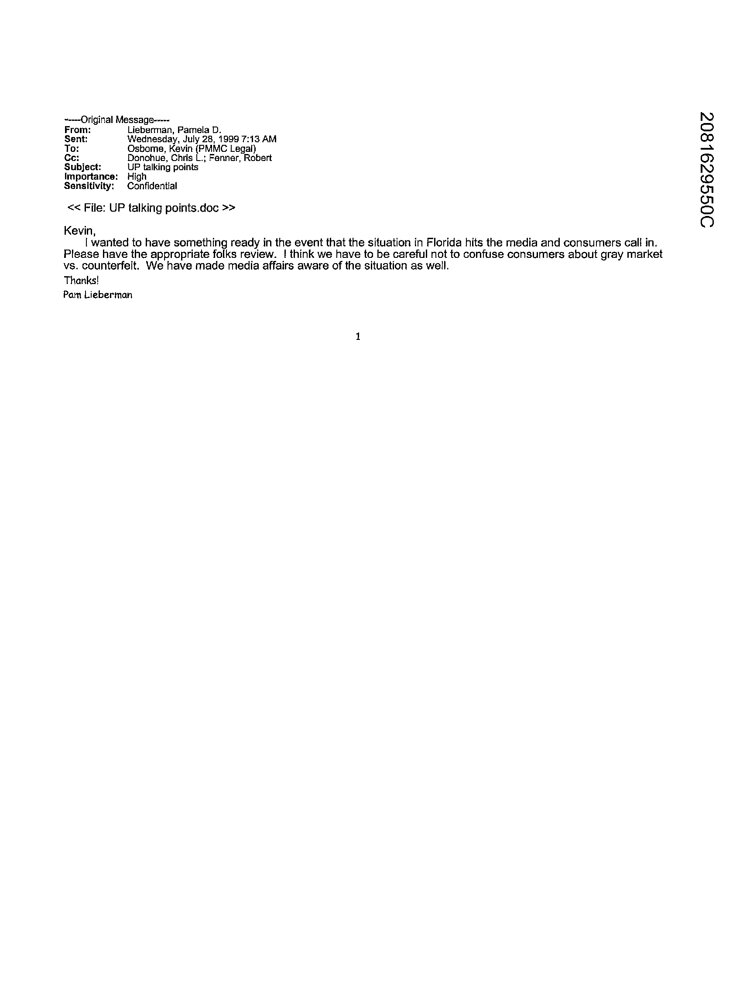 -----Original Message-----
From: Lieberman, Pamela D.
Sent: Wednesday, July 28, 1999 7:13 AM
To: Osborne, Kevin (PMMC Legal)
Cc: Donohue, Chris L.; Fenner, Robert
Subject: UP talking points
Importance: High
Sensitivity: Confidential
<< File: UP talking points.doc >>
Kevin,
I wanted to have something ready in the event that the situation in Florida hits the media and consumers call in.
Please have the appropriate folks review. I think we have to be careful not to confuse consumers about gray market
vs. counterfeit. We have made media affairs aware of the situation as well.
Thanks!
Pam Lieberman
1
2081629550C